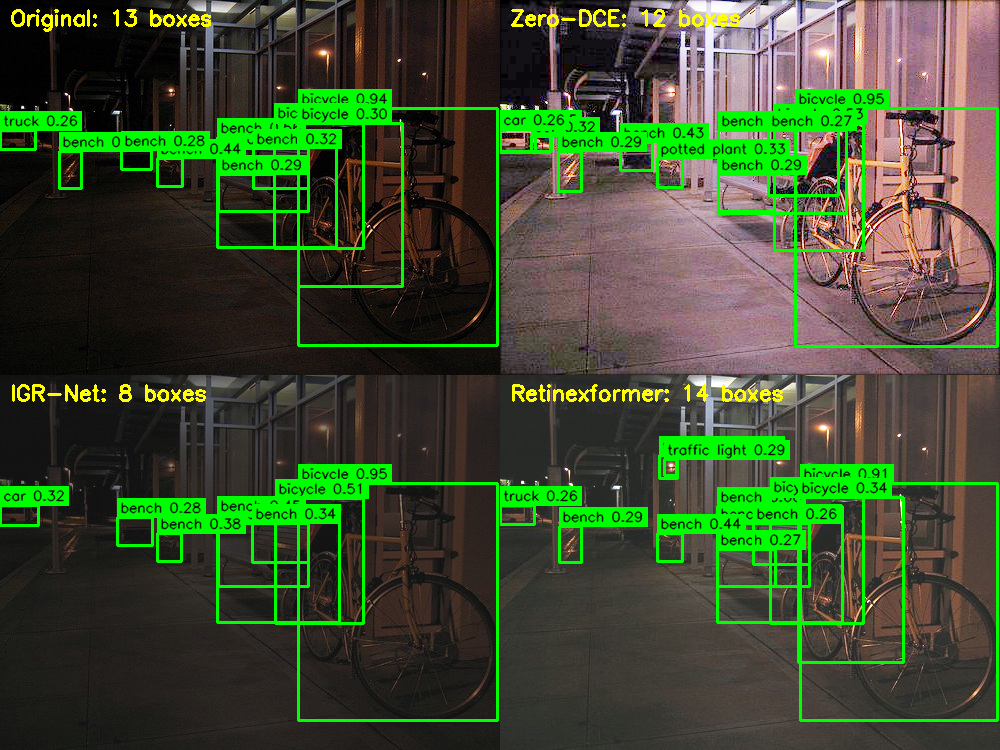 Original: 13 boxes
bicycle 0.94
bicycle 0.30
truck 0.26
bench 0.28
bench 0.32
0.44
bench 0.29
Zero-DCE: 12 boxes
bicycle 0.95
car 0.26
0.32
bench 0.27
bench 0.43
bench 0.29
potted plant 0.33
bench 0.29
IGR-Net: 8 boxes
bicycle 0.95
bicycle 0.51
car 0.32
bench 0.28
bench 0.34
bench 0.38
Retinexformer: 14 boxes
traffic light 0.29
bicycle 0.91
bicycle 0.34
truck 0.26
bench
bench 0.26
bench 0.29
bench 0.44
bench 0.27